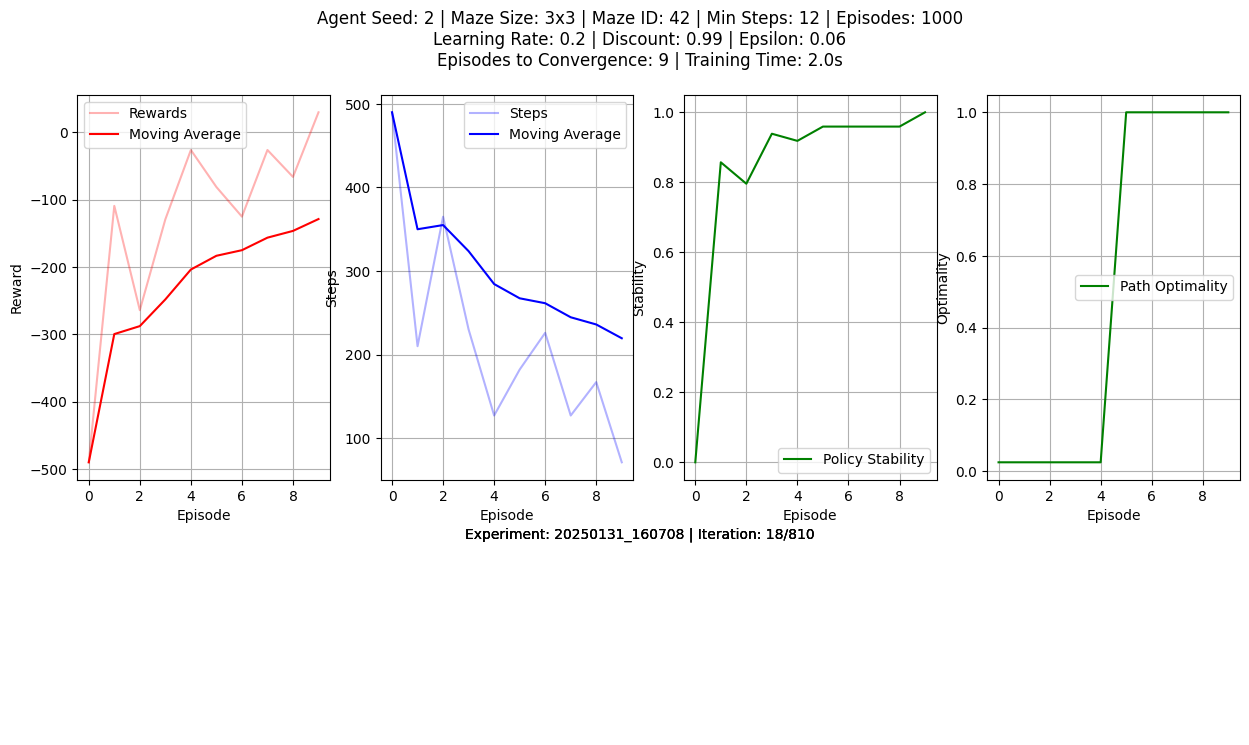 Agent Seed: 2 | Maze Size: 3x3 | Maze ID: 42 | Min Steps: 12 | Episodes: 1000
Learning Rate: 0.2 | Discount: 0.99 | Epsilon: 0.06
Episodes to Convergence: 9 | Training Time: 2.0s
Rewards
Moving Average
0
−100
−200
−300
−400
−500
Reward
0 2 4 6 8
Episode
Steps
Moving Average
500
400
300
200
100
Steps
0 2 4 6 8
Episode
1.0
0.8
0.6
0.4
0.2
0.0
Stability
Policy Stability
0 2 4 6 8
Episode
1.0
0.8
0.6
0.4
0.2
0.0
Optimality
Path Optimality
0 2 4 6 8
Episode
Experiment: 20250131_160708 | Iteration: 18/810